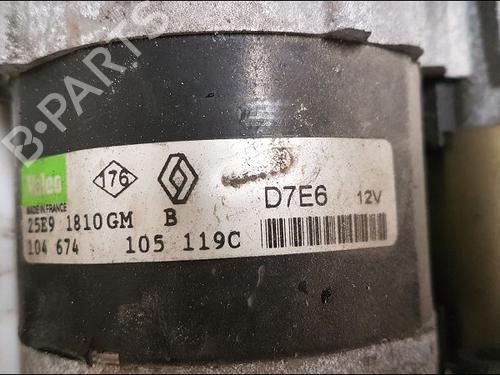 B-PARTS
Valeo
176
D7E6 12V
MADE IN FRANCE
25E9 1810GM B
104 674 105 119C